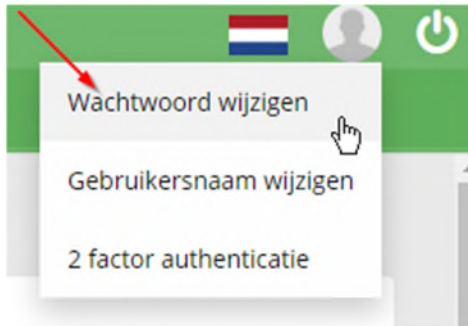 Wachtwoord wijzigen
Gebruikersnaam wijzigen
2 factor authenticatie